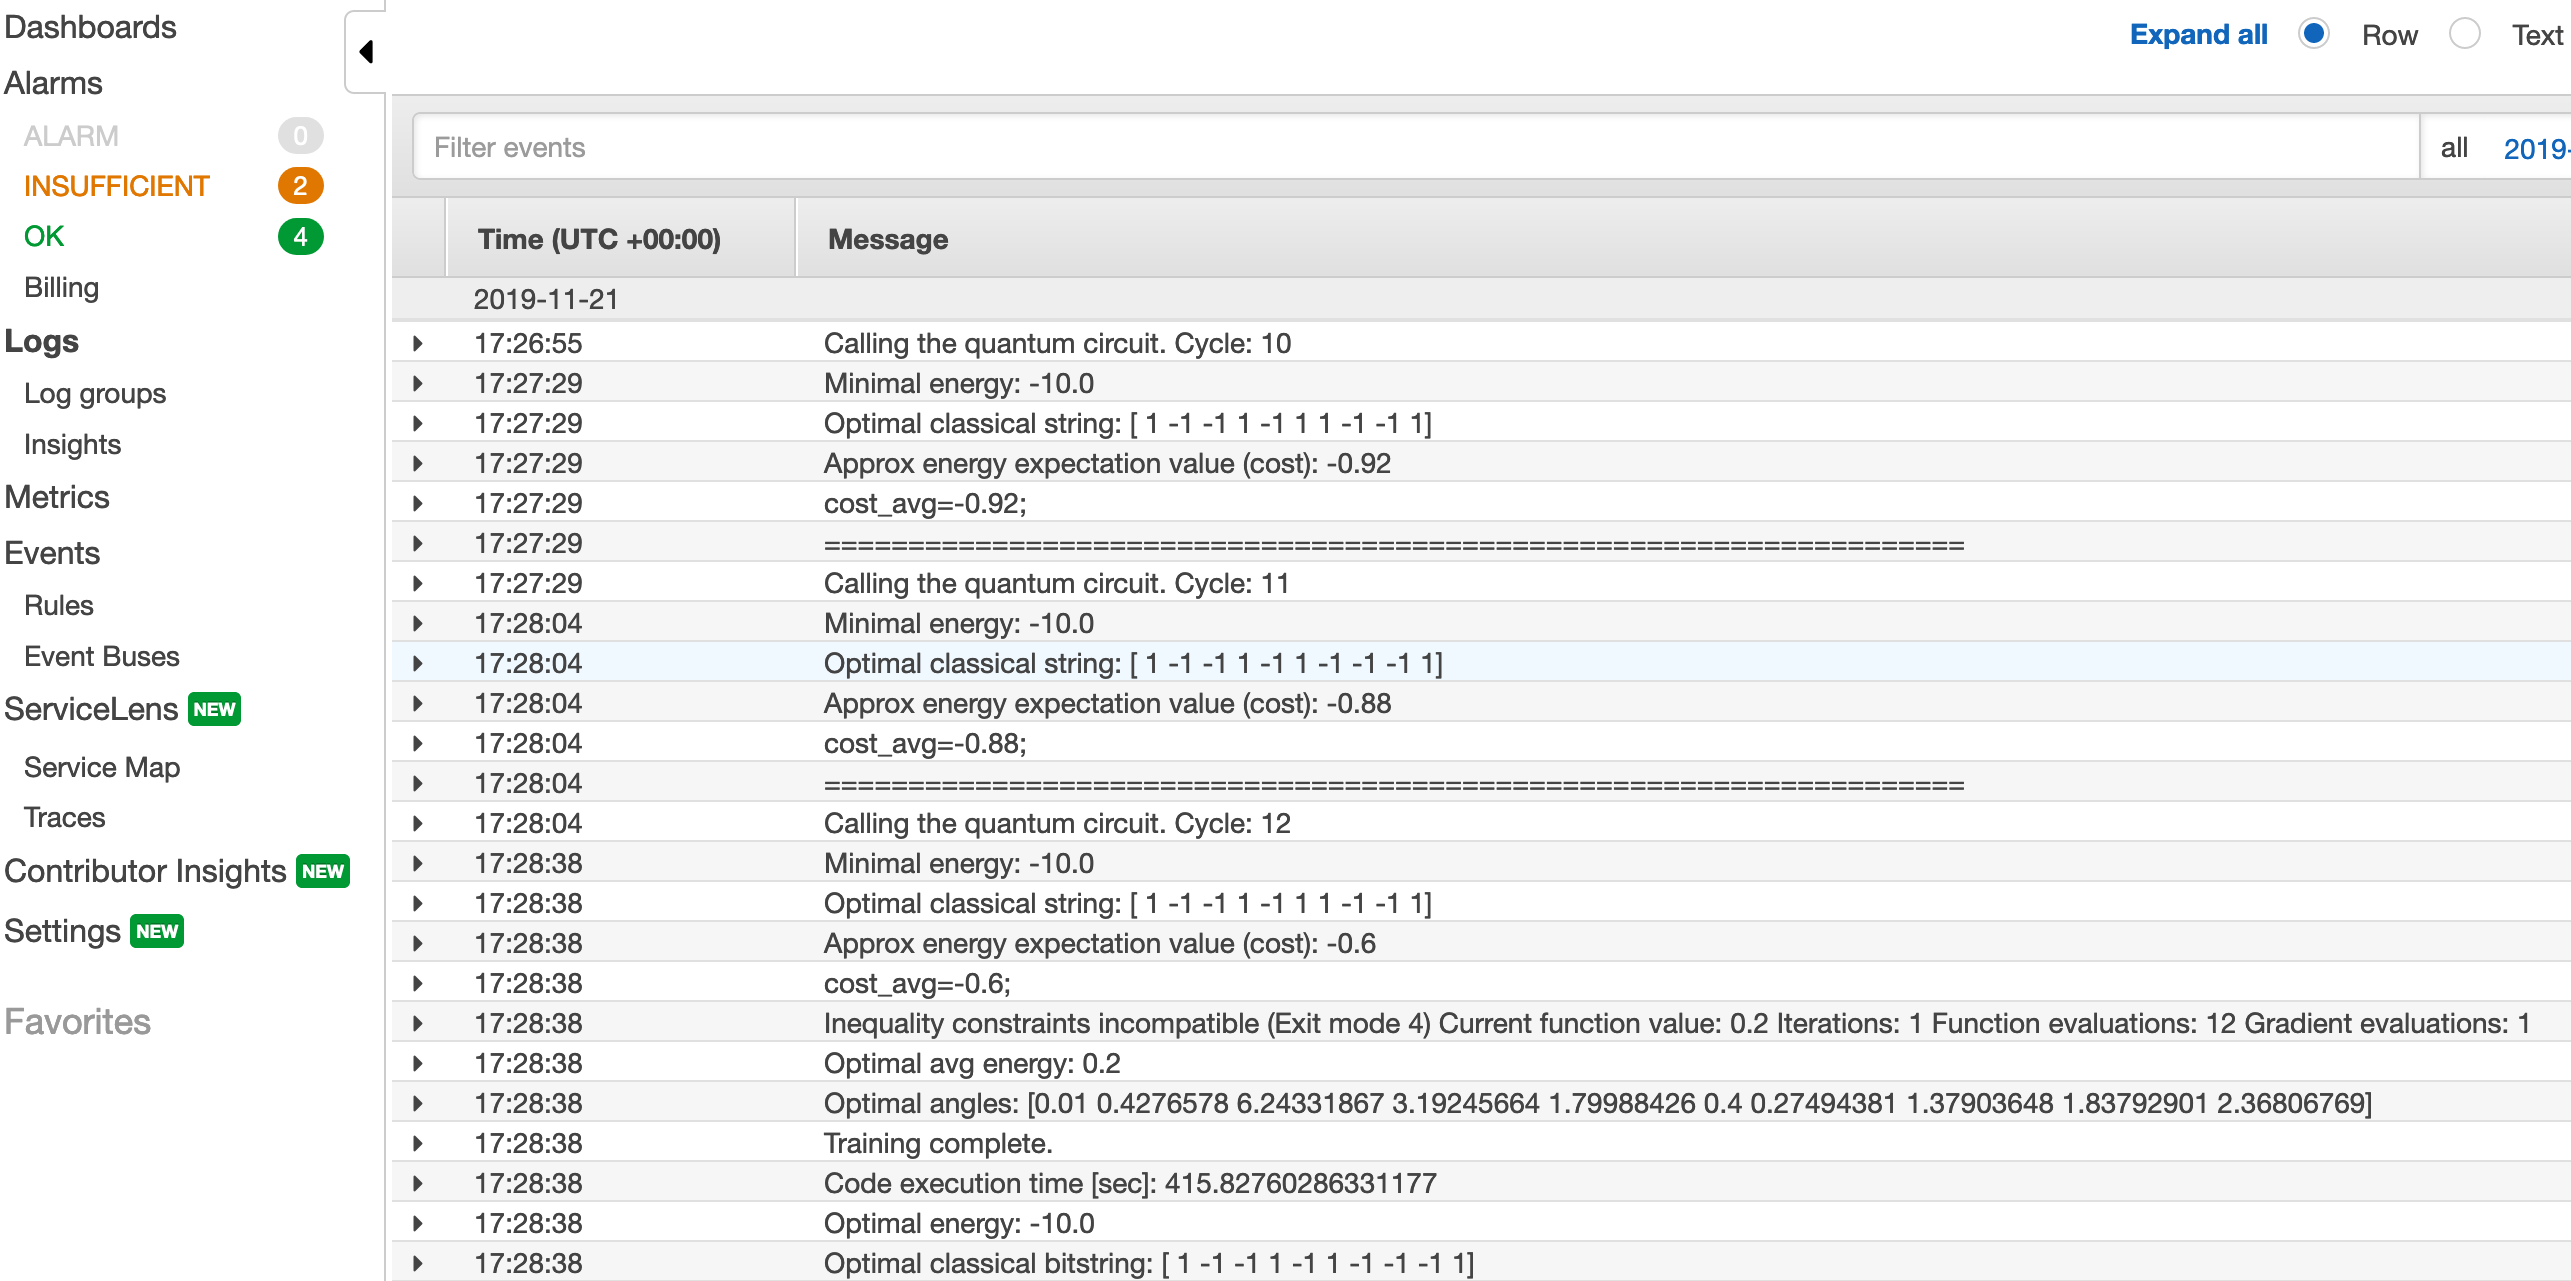 Dashboards
Alarms
ALARM 0
INSUFFICIENT 2
OK 4
Billing
Logs
Log groups
Insights
Metrics
Events
Rules
Event Buses
ServiceLens NEW
Service Map
Traces
Contributor Insights NEW
Settings NEW
Favorites
Expand all Row Text
Filter events all 2019-
Time (UTC +00:00) Message
2019-11-21
17:26:55 Calling the quantum circuit. Cycle: 10
17:27:29 Minimal energy: -10.0
17:27:29 Optimal classical string: [ 1 -1 -1 1 -1 1 1 -1 -1 1]
17:27:29 Approx energy expectation value (cost): -0.92
17:27:29 cost_avg=-0.92;
17:27:29 ====================================================================
17:27:29 Calling the quantum circuit. Cycle: 11
17:28:04 Minimal energy: -10.0
17:28:04 Optimal classical string: [ 1 -1 -1 1 -1 1 -1 -1 -1 1]
17:28:04 Approx energy expectation value (cost): -0.88
17:28:04 cost_avg=-0.88;
17:28:04 ====================================================================
17:28:04 Calling the quantum circuit. Cycle: 12
17:28:38 Minimal energy: -10.0
17:28:38 Optimal classical string: [ 1 -1 -1 1 -1 1 1 -1 -1 1]
17:28:38 Approx energy expectation value (cost): -0.6
17:28:38 cost_avg=-0.6;
17:28:38 Inequality constraints incompatible (Exit mode 4) Current function value: 0.2 Iterations: 1 Function evaluations: 12 Gradient evaluations: 1
17:28:38 Optimal avg energy: 0.2
17:28:38 Optimal angles: [0.01 0.4276578 6.24331867 3.19245664 1.79988426 0.4 0.27494381 1.37903648 1.83792901 2.36806769]
17:28:38 Training complete.
17:28:38 Code execution time [sec]: 415.82760286331177
17:28:38 Optimal energy: -10.0
17:28:38 Optimal classical bitstring: [ 1 -1 -1 1 -1 1 -1 -1 -1 1]